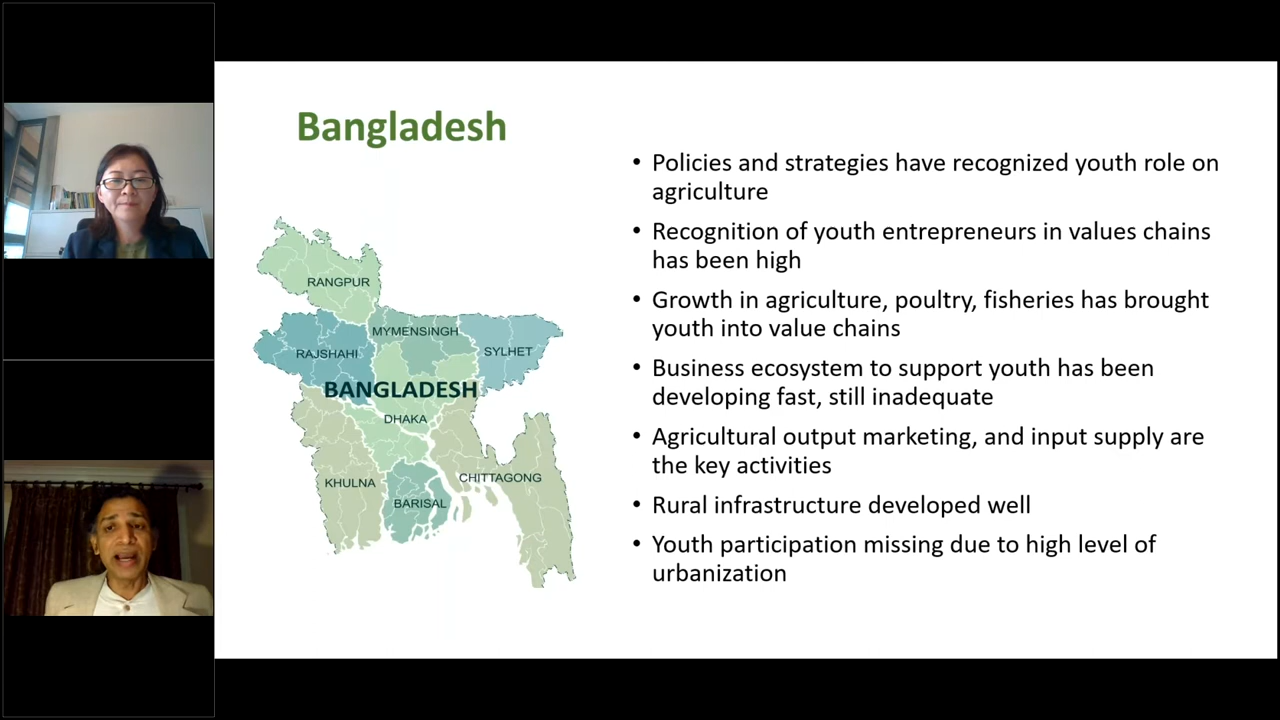 Bangladesh
• Policies and strategies have recognized youth role on
agriculture
• Recognition of youth entrepreneurs in values chains
has been high
• Growth in agriculture, poultry, fisheries has brought
youth into value chains
• Business ecosystem to support youth has been
developing fast, still inadequate
• Agricultural output marketing, and input supply are
the key activities
• Rural infrastructure developed well
• Youth participation missing due to high level of
urbanization
RANGPUR
MYMENSINGH
RAJSHAHI
SYLHET
BANGLADESH
DHAKA
KHULNA
CHITTAGONG
BARISAL